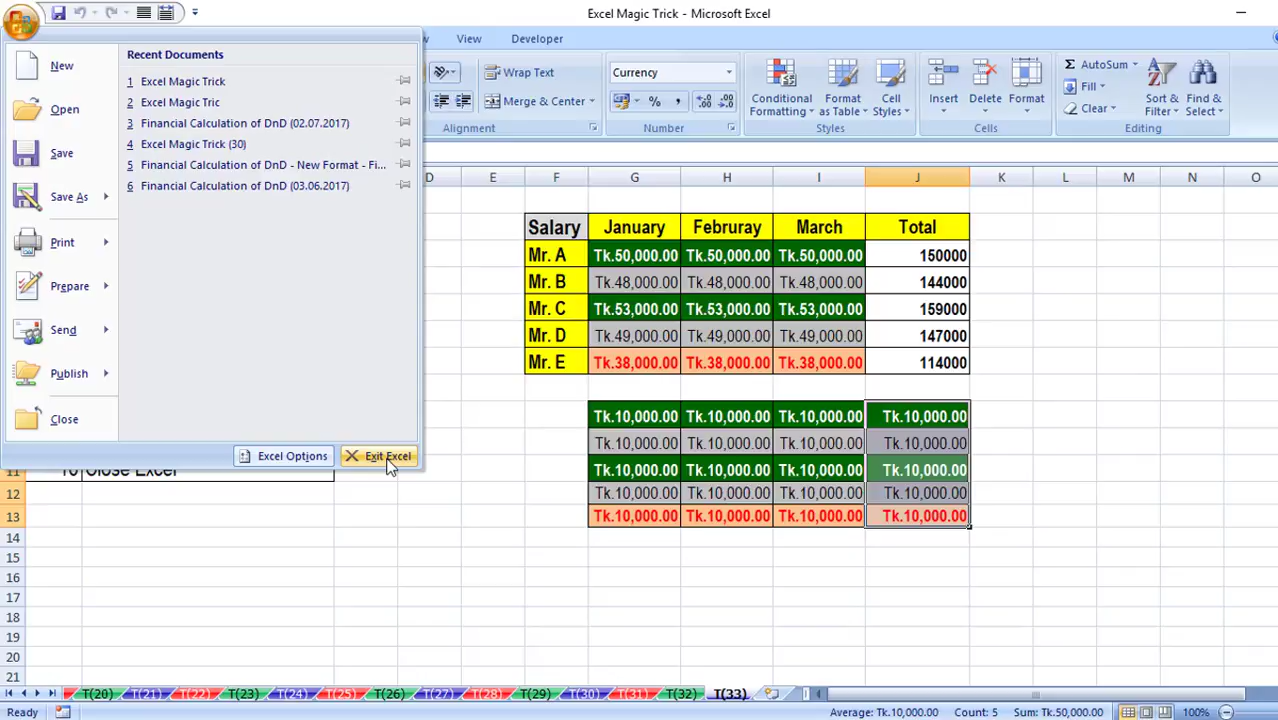 Excel Magic Trick - Microsoft Excel
View Developer
Wrap Text
Merge & Center
Alignment
Currency
%
,
Number
Conditional Formatting
Format as Table
Cell Styles
Styles
Insert
Delete
Format
Cells
Σ AutoSum
Fill
Clear
Sort & Filter
Find & Select
Editing
New
Open
Save
Save As
Print
Prepare
Send
Publish
Close
Recent Documents
1 Excel Magic Trick
2 Excel Magic Tric
3 Financial Calculation of DnD (02.07.2017)
4 Excel Magic Trick (30)
5 Financial Calculation of DnD - New Format - Fi...
6 Financial Calculation of DnD (03.06.2017)
Excel Options
Exit Excel
D E F G H I J K L M N O
Salary January Februray March Total
Mr. A Tk.50,000.00 Tk.50,000.00 Tk.50,000.00 150000
Mr. B Tk.48,000.00 Tk.48,000.00 Tk.48,000.00 144000
Mr. C Tk.53,000.00 Tk.53,000.00 Tk.53,000.00 159000
Mr. D Tk.49,000.00 Tk.49,000.00 Tk.49,000.00 147000
Mr. E Tk.38,000.00 Tk.38,000.00 Tk.38,000.00 114000
Tk.10,000.00 Tk.10,000.00 Tk.10,000.00 Tk.10,000.00
Tk.10,000.00 Tk.10,000.00 Tk.10,000.00 Tk.10,000.00
11 10 Close Excel Tk.10,000.00 Tk.10,000.00 Tk.10,000.00 Tk.10,000.00
12 Tk.10,000.00 Tk.10,000.00 Tk.10,000.00 Tk.10,000.00
13 Tk.10,000.00 Tk.10,000.00 Tk.10,000.00 Tk.10,000.00
14
15
16
17
18
19
20
21
T(20) T(21) T(22) T(23) T(24) T(25) T(26) T(27) T(28) T(29) T(30) T(31) T(32) T(33)
Ready Average: Tk.10,000.00 Count: 5 Sum: Tk.50,000.00 100%